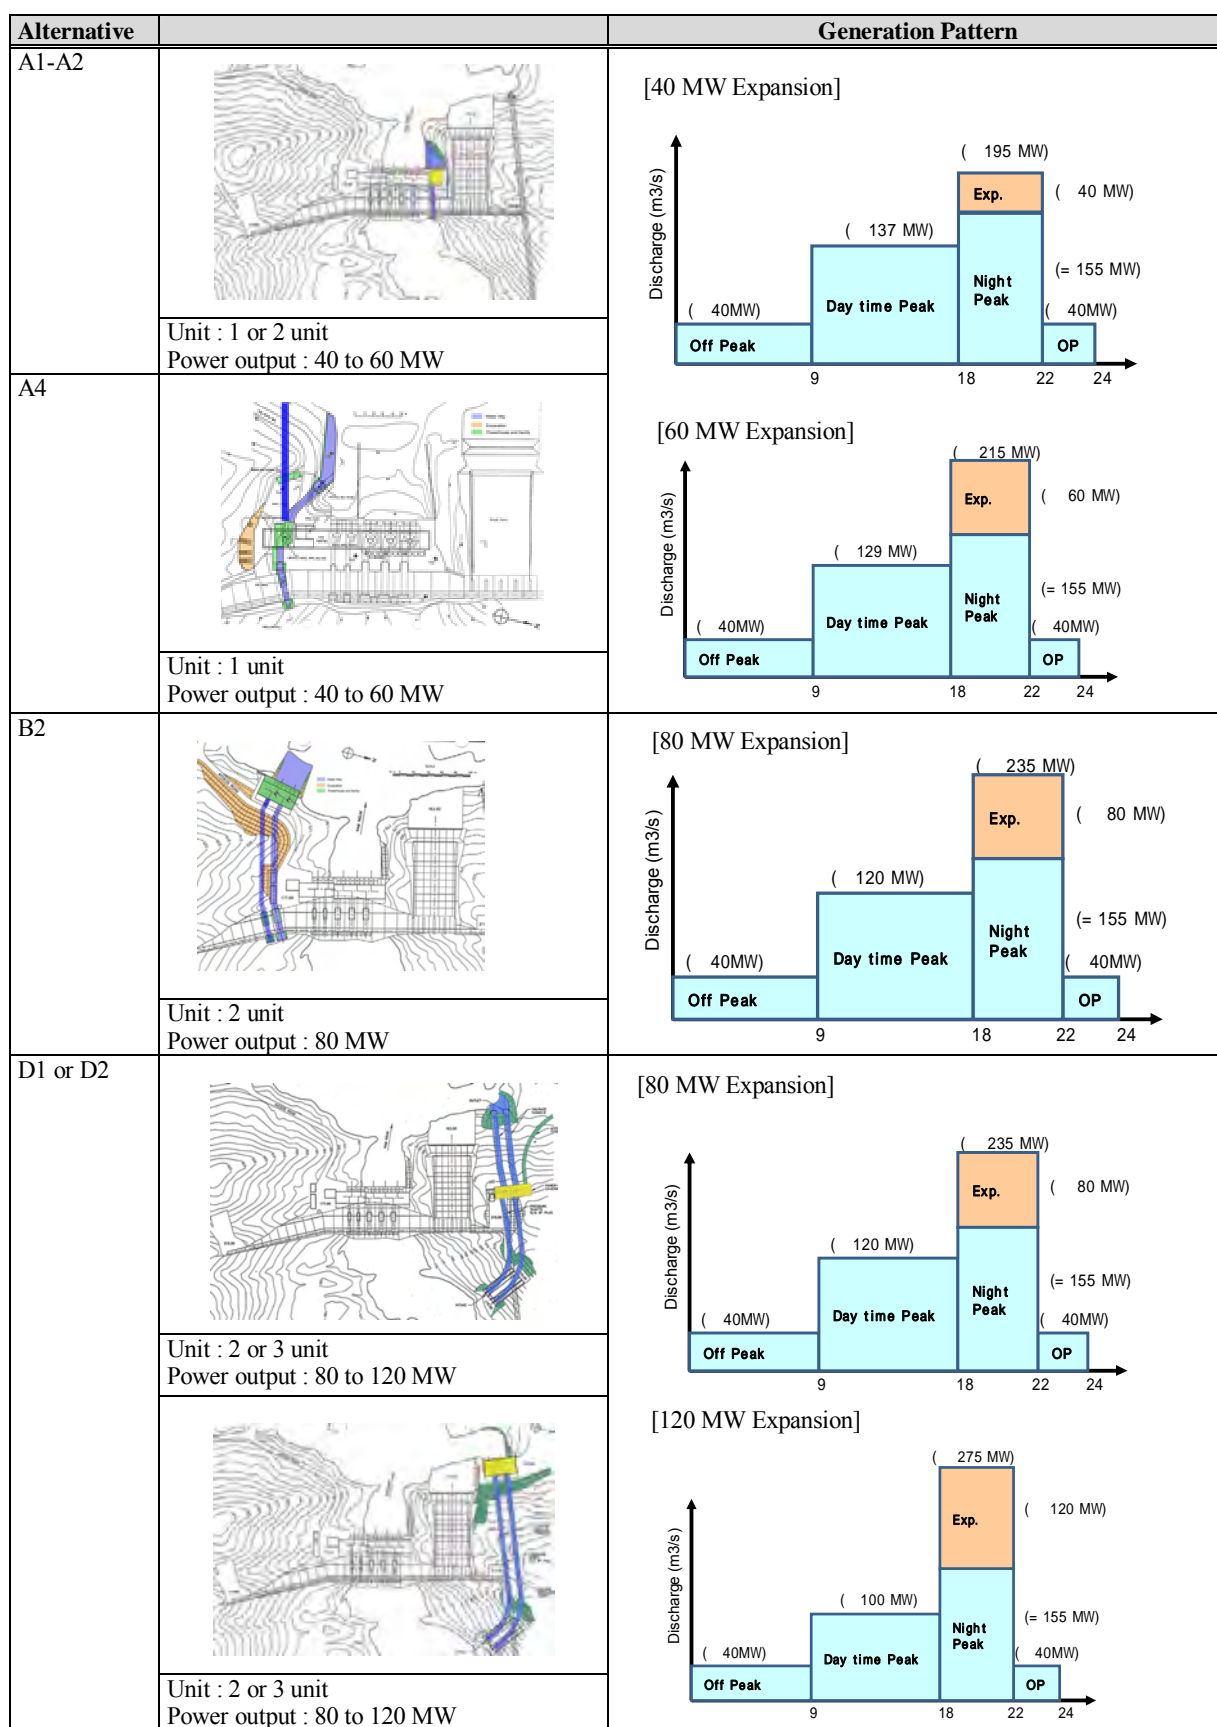 Alternative
Generation Pattern
A1-A2
Unit : 1 or 2 unit
Power output : 40 to 60 MW
[40 MW Expansion]
Discharge (m3/s)
( 195 MW)
Exp.
( 40 MW)
( 137 MW)
(= 155 MW)
Night
Peak
Day time Peak
( 40MW)
( 40MW)
Off Peak
OP
9 18 22 24
A4
Unit : 1 unit
Power output : 40 to 60 MW
[60 MW Expansion]
Discharge (m3/s)
( 215 MW)
Exp.
( 60 MW)
( 129 MW)
(= 155 MW)
Night
Peak
Day time Peak
( 40MW)
( 40MW)
Off Peak
OP
9 18 22 24
B2
Unit : 2 unit
Power output : 80 MW
[80 MW Expansion]
Discharge (m3/s)
( 235 MW)
Exp.
( 80 MW)
( 120 MW)
(= 155 MW)
Night
Peak
Day time Peak
( 40MW)
( 40MW)
Off Peak
OP
9 18 22 24
D1 or D2
Unit : 2 or 3 unit
Power output : 80 to 120 MW
[80 MW Expansion]
Discharge (m3/s)
( 235 MW)
Exp.
( 80 MW)
( 120 MW)
(= 155 MW)
Night
Peak
Day time Peak
( 40MW)
( 40MW)
Off Peak
OP
9 18 22 24
Unit : 2 or 3 unit
Power output : 80 to 120 MW
[120 MW Expansion]
Discharge (m3/s)
( 275 MW)
Exp.
( 120 MW)
( 100 MW)
(= 155 MW)
Night
Peak
Day time Peak
( 40MW)
( 40MW)
Off Peak
OP
9 18 22 24